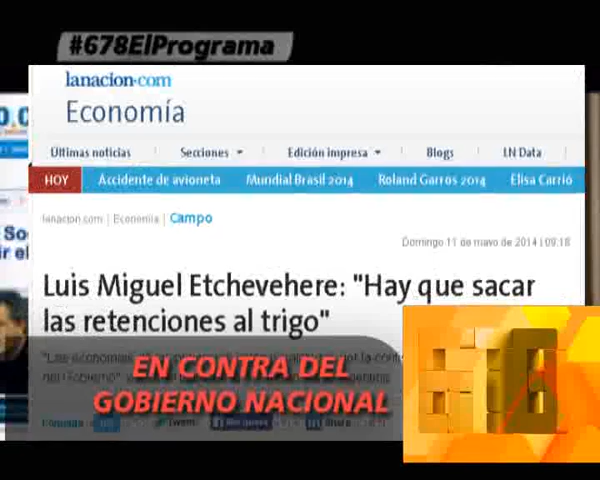 #678ElPrograma
lanacion.com
Economía
Últimas noticias Secciones Edición impresa Blogs LN Data
HOY Accidente de avioneta Mundial Brasil 2014 Roland Garros 2014 Elisa Carrió
lanacion.com | Economía | Campo
Domingo 11 de mayo de 2014 | 09:18
Luis Miguel Etchevehere: "Hay que sacar
las retenciones al trigo"
EN CONTRA DEL
GOBIERNO NACIONAL